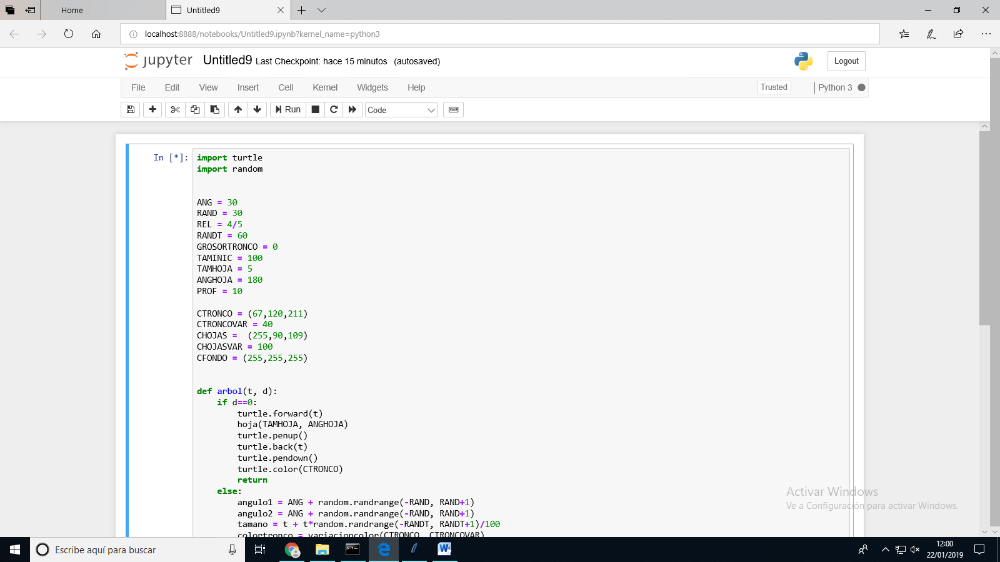 Home
Untitled9
localhost:8888/notebooks/Untitled9.ipynb?kernel_name=python3
jupyter Untitled9 Last Checkpoint: hace 15 minutos (autosaved)
Logout
File Edit View Insert Cell Kernel Widgets Help
Trusted
Python 3
Run
Code
In [*]:
import turtle
import random
ANG = 30
RAND = 30
REL = 4/5
RANDT = 60
GROSORTRONCO = 0
TAMINIC = 100
TAMHOJA = 5
ANGHOJA = 180
PROF = 10
CTRONCO = (67,120,211)
CTRONCOVAR = 40
CHOJAS =  (255,90,109)
CHOJASVAR = 100
CFONDO = (255,255,255)
def arbol(t, d):
    if d==0:
        turtle.forward(t)
        hoja(TAMHOJA, ANGHOJA)
        turtle.penup()
        turtle.back(t)
        turtle.pendown()
        turtle.color(CTRONCO)
        return
    else:
        angulo1 = ANG + random.randrange(-RAND, RAND+1)
        angulo2 = ANG + random.randrange(-RAND, RAND+1)
        tamano = t + t*random.randrange(-RANDT, RANDT+1)/100
        colortronco = variacioncolor(CTRONCO, CTRONCOVAR)
Activar Windows
Ve a Configuración para activar Windows.
Escribe aquí para buscar
12:00
22/01/2019